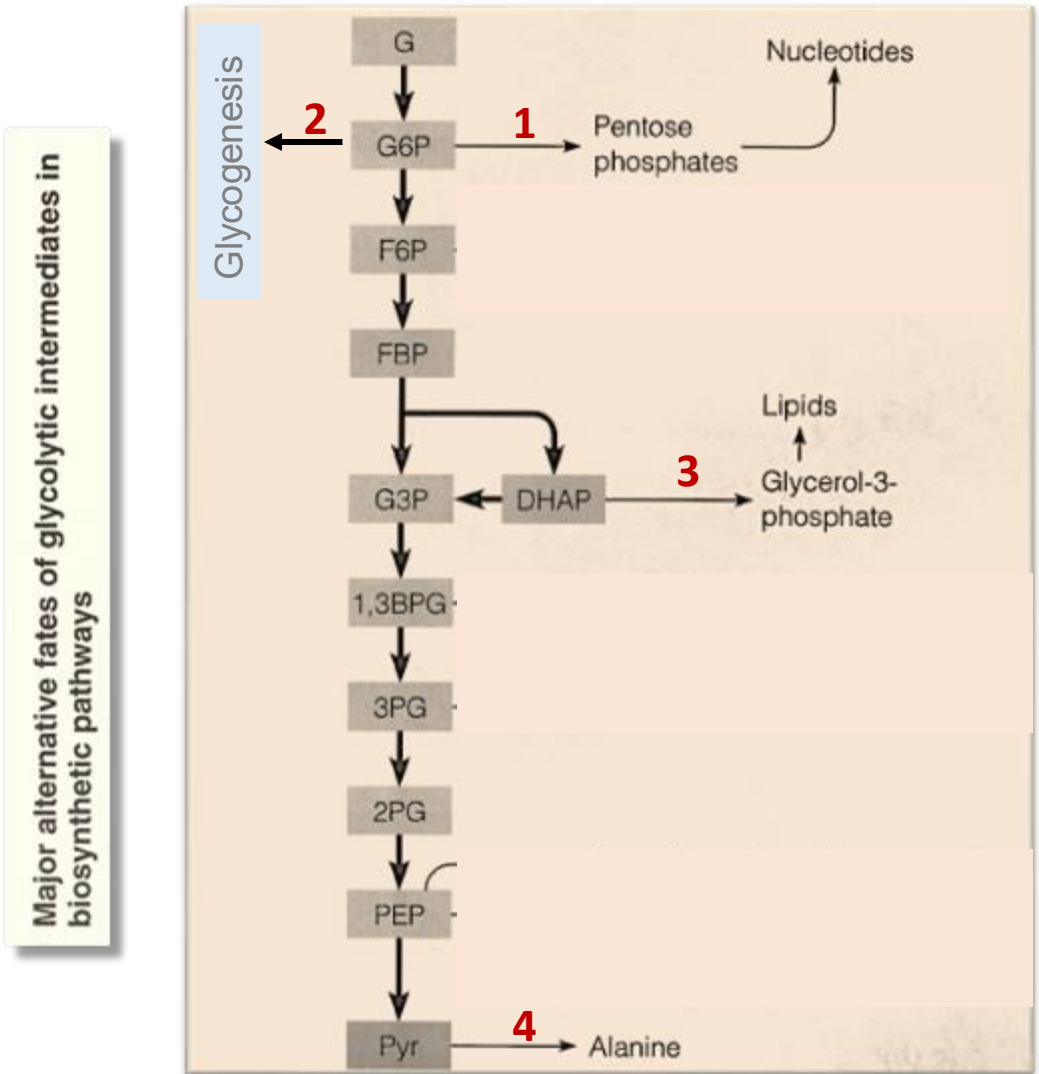 Major alternative fates of glycolytic intermediates in
biosynthetic pathways
Glycogenesis
G
Nucleotides
2
G6P
1
Pentose
phosphates
F6P
FBP
Lipids
G3P
DHAP
3
Glycerol-3-
phosphate
1,3BPG
3PG
2PG
PEP
Pyr
4
Alanine